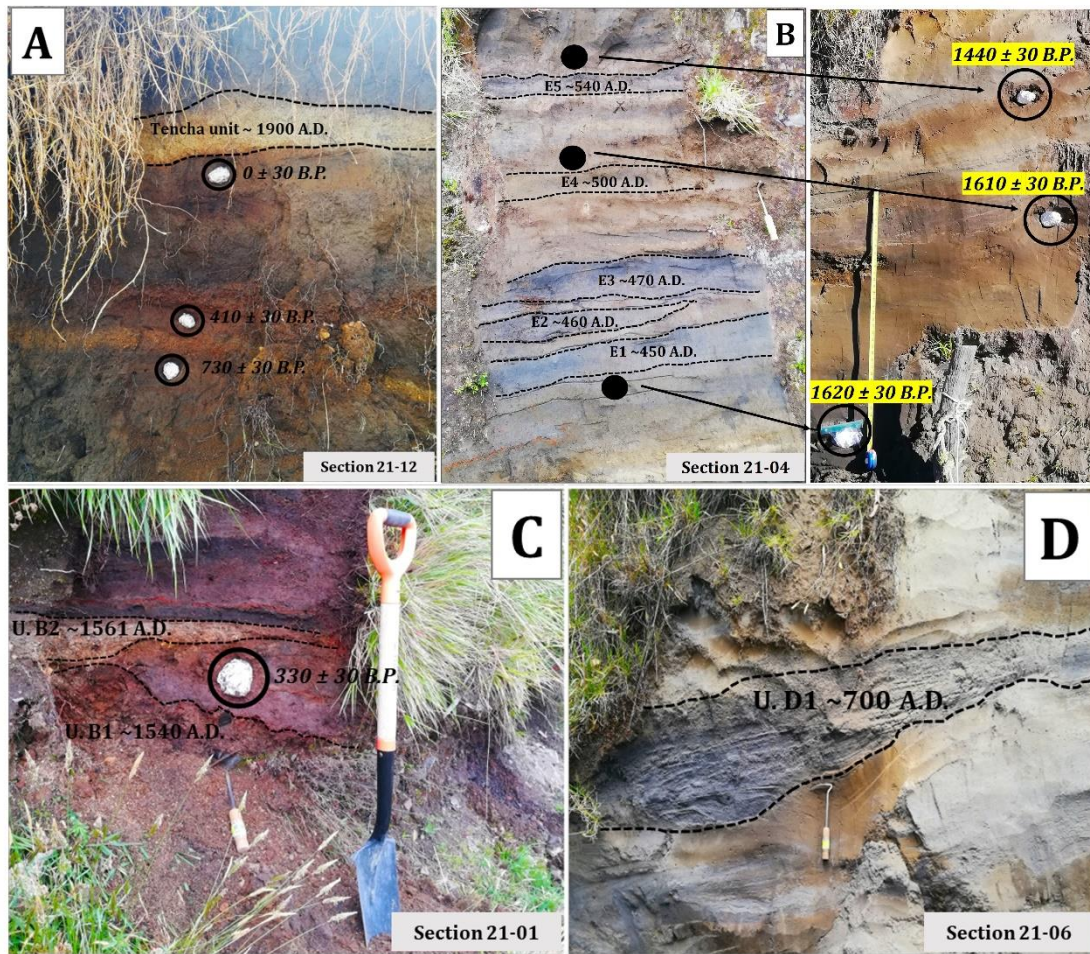 A
Tencha unit ~ 1900 A.D.
0 ± 30 B.P.
410 ± 30 B.P.
730 ± 30 B.P.
Section 21-12
B
E5 ~540 A.D.
E4 ~500 A.D.
E3 ~470 A.D.
E2 ~460 A.D.
E1 ~450 A.D.
Section 21-04
1440 ± 30 B.P.
1610 ± 30 B.P.
1620 ± 30 B.P.
C
U. B2 ~1561 A.D.
330 ± 30 B.P.
U. B1 ~1540 A.D.
Section 21-01
D
U. D1 ~700 A.D.
Section 21-06